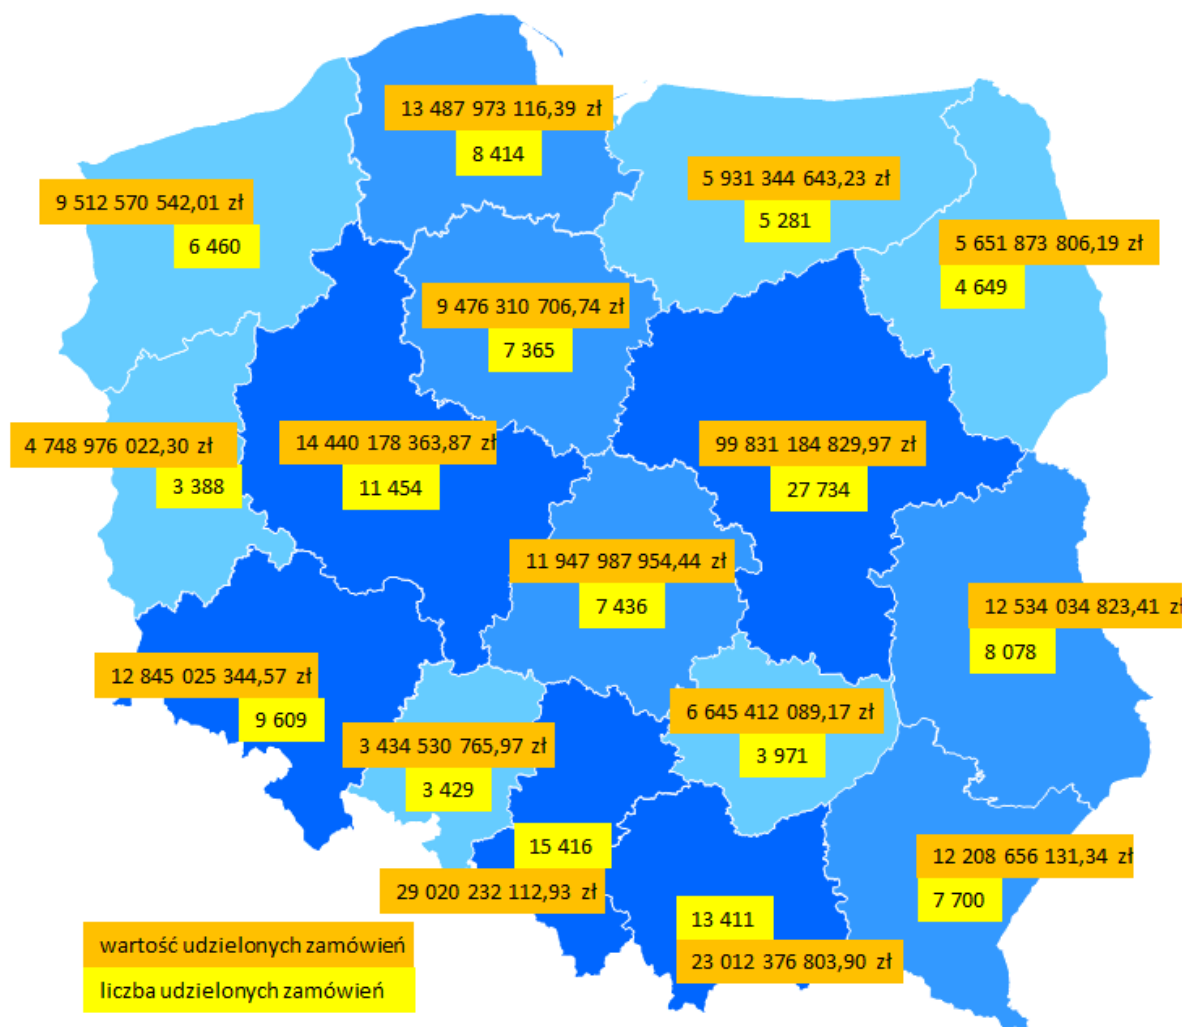 13 487 973 116,39 zł
8 414
5 931 344 643,23 zł
5 281
9 512 570 542,01 zł
6 460
5 651 873 806,19 zł
4 649
9 476 310 706,74 zł
7 365
4 748 976 022,30 zł
3 388
14 440 178 363,87 zł
11 454
99 831 184 829,97 zł
27 734
11 947 987 954,44 zł
7 436
12 534 034 823,41 zł
8 078
12 845 025 344,57 zł
9 609
6 645 412 089,17 zł
3 971
3 434 530 765,97 zł
3 429
15 416
29 020 232 112,93 zł
12 208 656 131,34 zł
7 700
13 411
23 012 376 803,90 zł
wartość udzielonych zamówień
liczba udzielonych zamówień